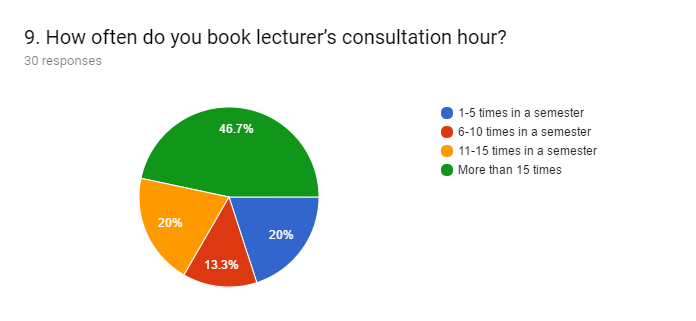 9. How often do you book lecturer’s consultation hour?
30 responses
46.7%
20%
13.3%
20%
1-5 times in a semester
6-10 times in a semester
11-15 times in a semester
More than 15 times